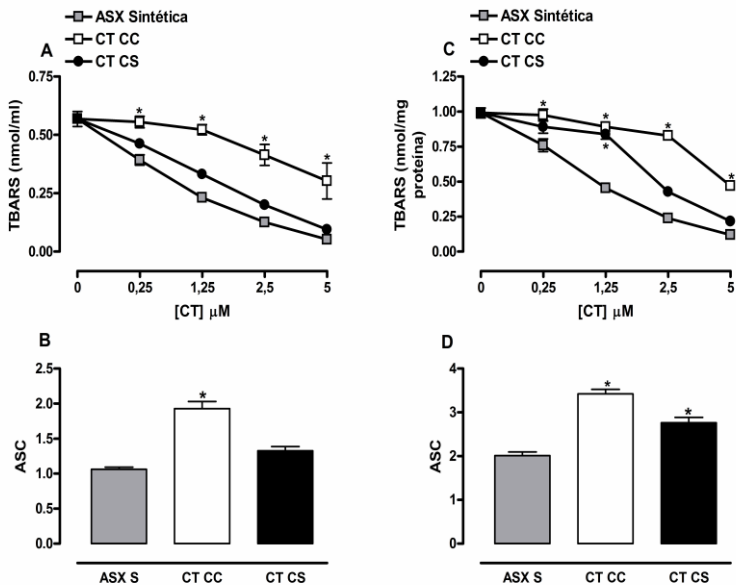 A
ASX Sintética
CT CC
CT CS
TBARS (nmol/ml)
0.75
0.50
0.25
0.00
* * * *
0 0,25 1,25 2,5 5
[CT] μM
C
ASX Sintética
CT CC
CT CS
TBARS (nmol/mg
proteína)
1.25
1.00
0.75
0.50
0.25
0.00
* * * *
*
0 0,25 1,25 2,5 5
[CT] μM
B
ASC
2.5
2.0
1.5
1.0
0.5
0.0
*
ASX S CT CC CT CS
D
ASC
4
3
2
1
0
* *
ASX S CT CC CT CS